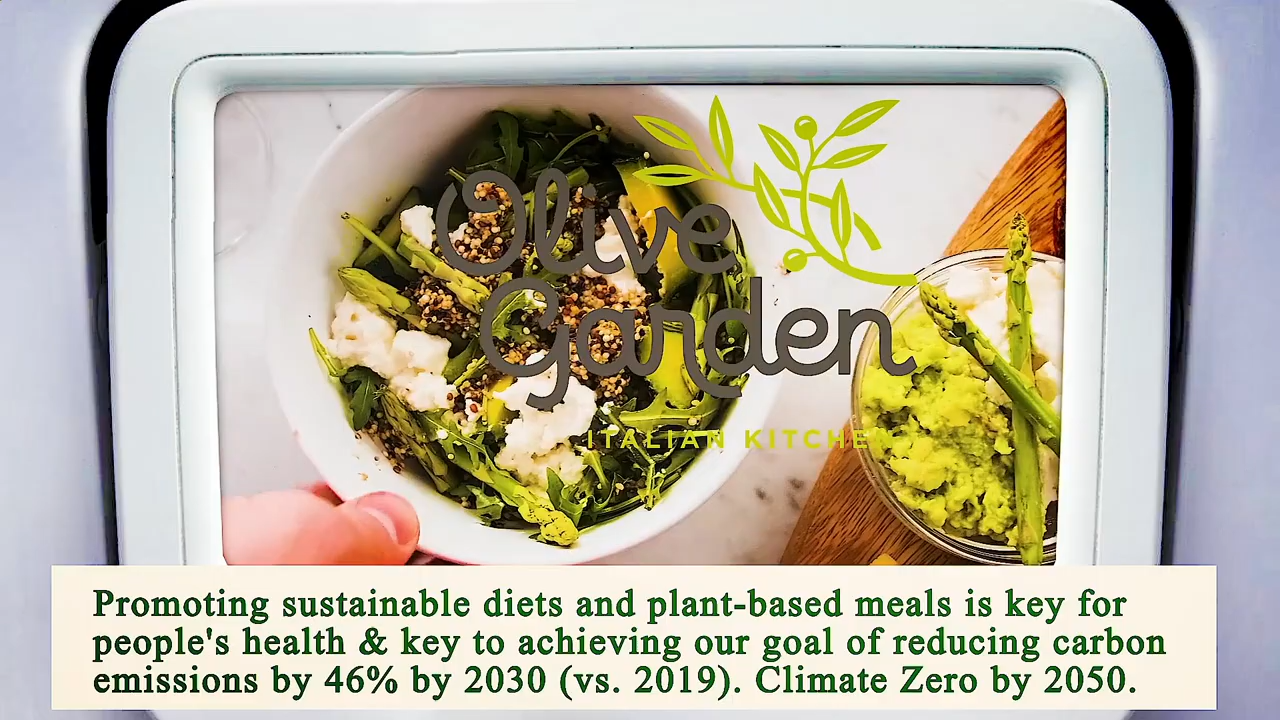 Olive
Garden
ITALIAN KITCHEN
Promoting sustainable diets and plant-based meals is key for
people's health & key to achieving our goal of reducing carbon
emissions by 46% by 2030 (vs. 2019). Climate Zero by 2050.